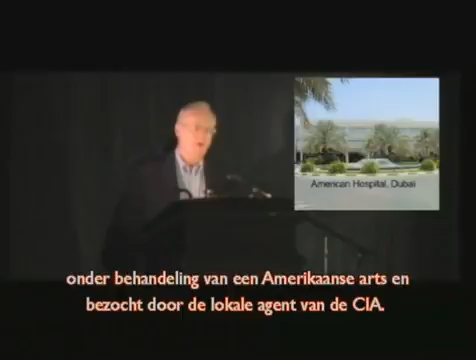 American Hospital, Dubai
onder behandeling van een Amerikaanse arts en
bezocht door de lokale agent van de CIA.